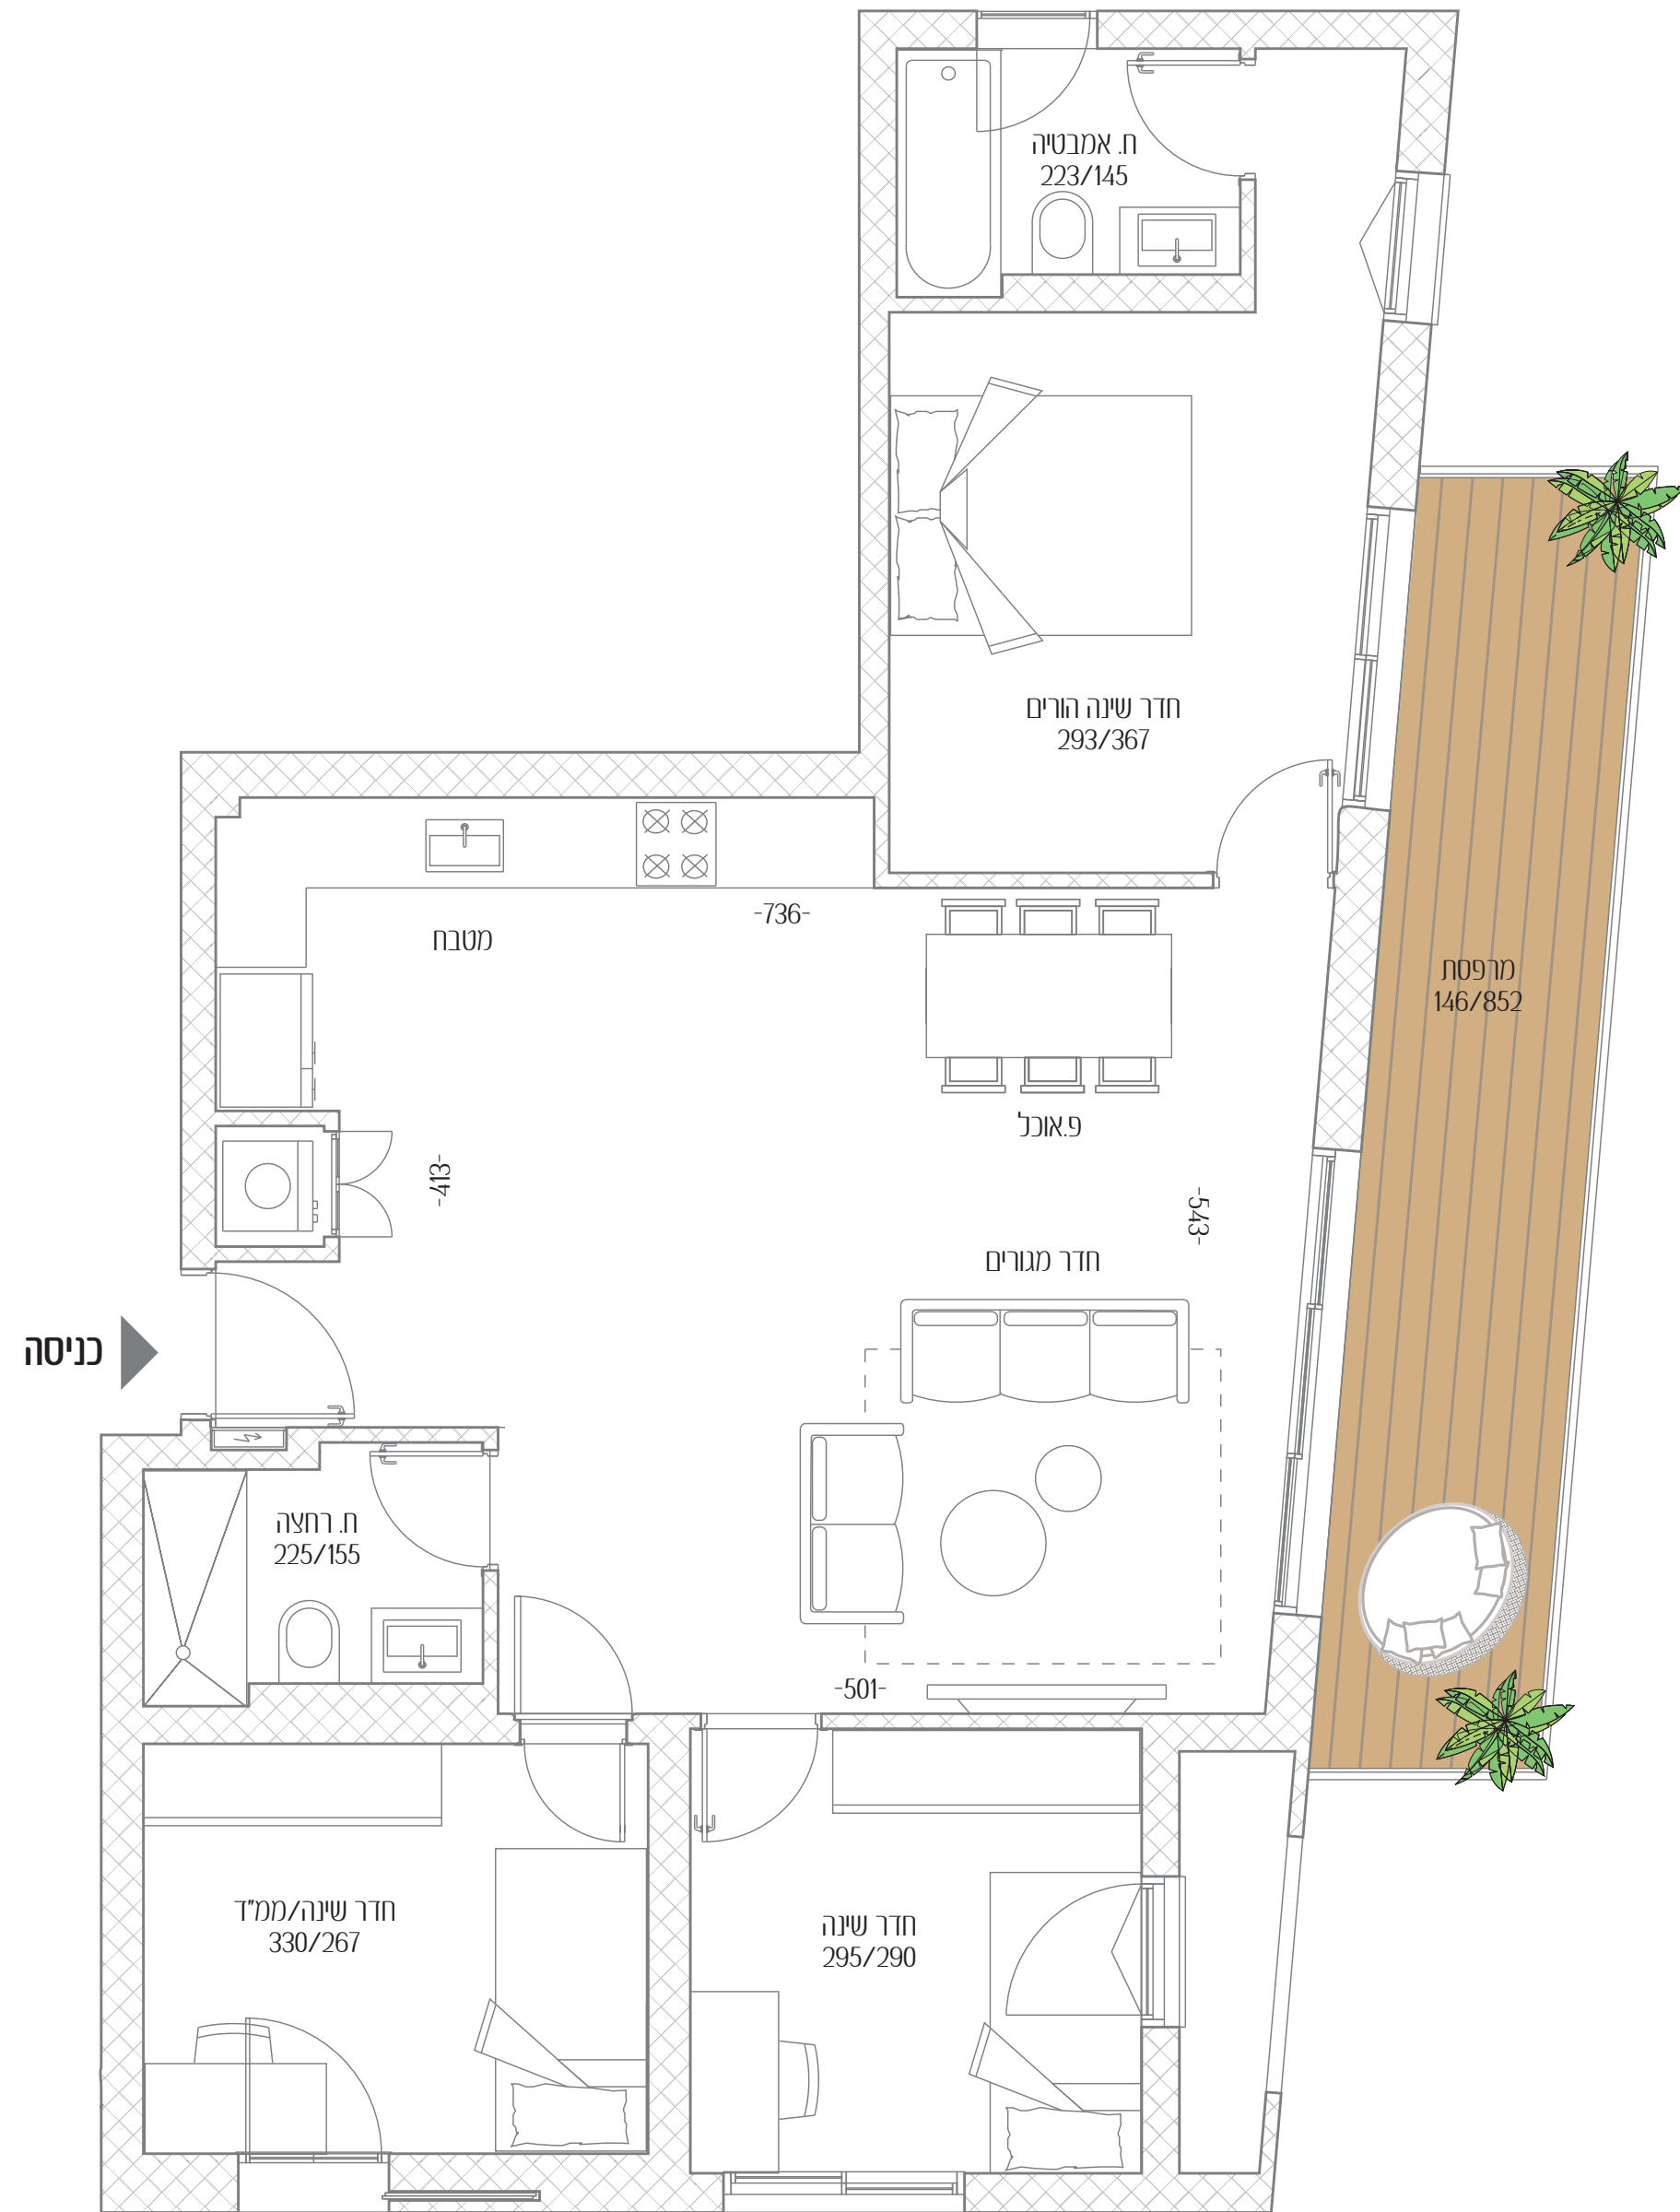 ח. אמבטיה
223/145
חדר שינה הורים
293/367
-736-
מטבח
מרפסת
146/852
פ.אוכל
-413-
-543-
חדר מגורים
כניסה
ח. רחצה
225/155
-501-
חדר שינה/ממ"ד
330/267
חדר שינה
295/290